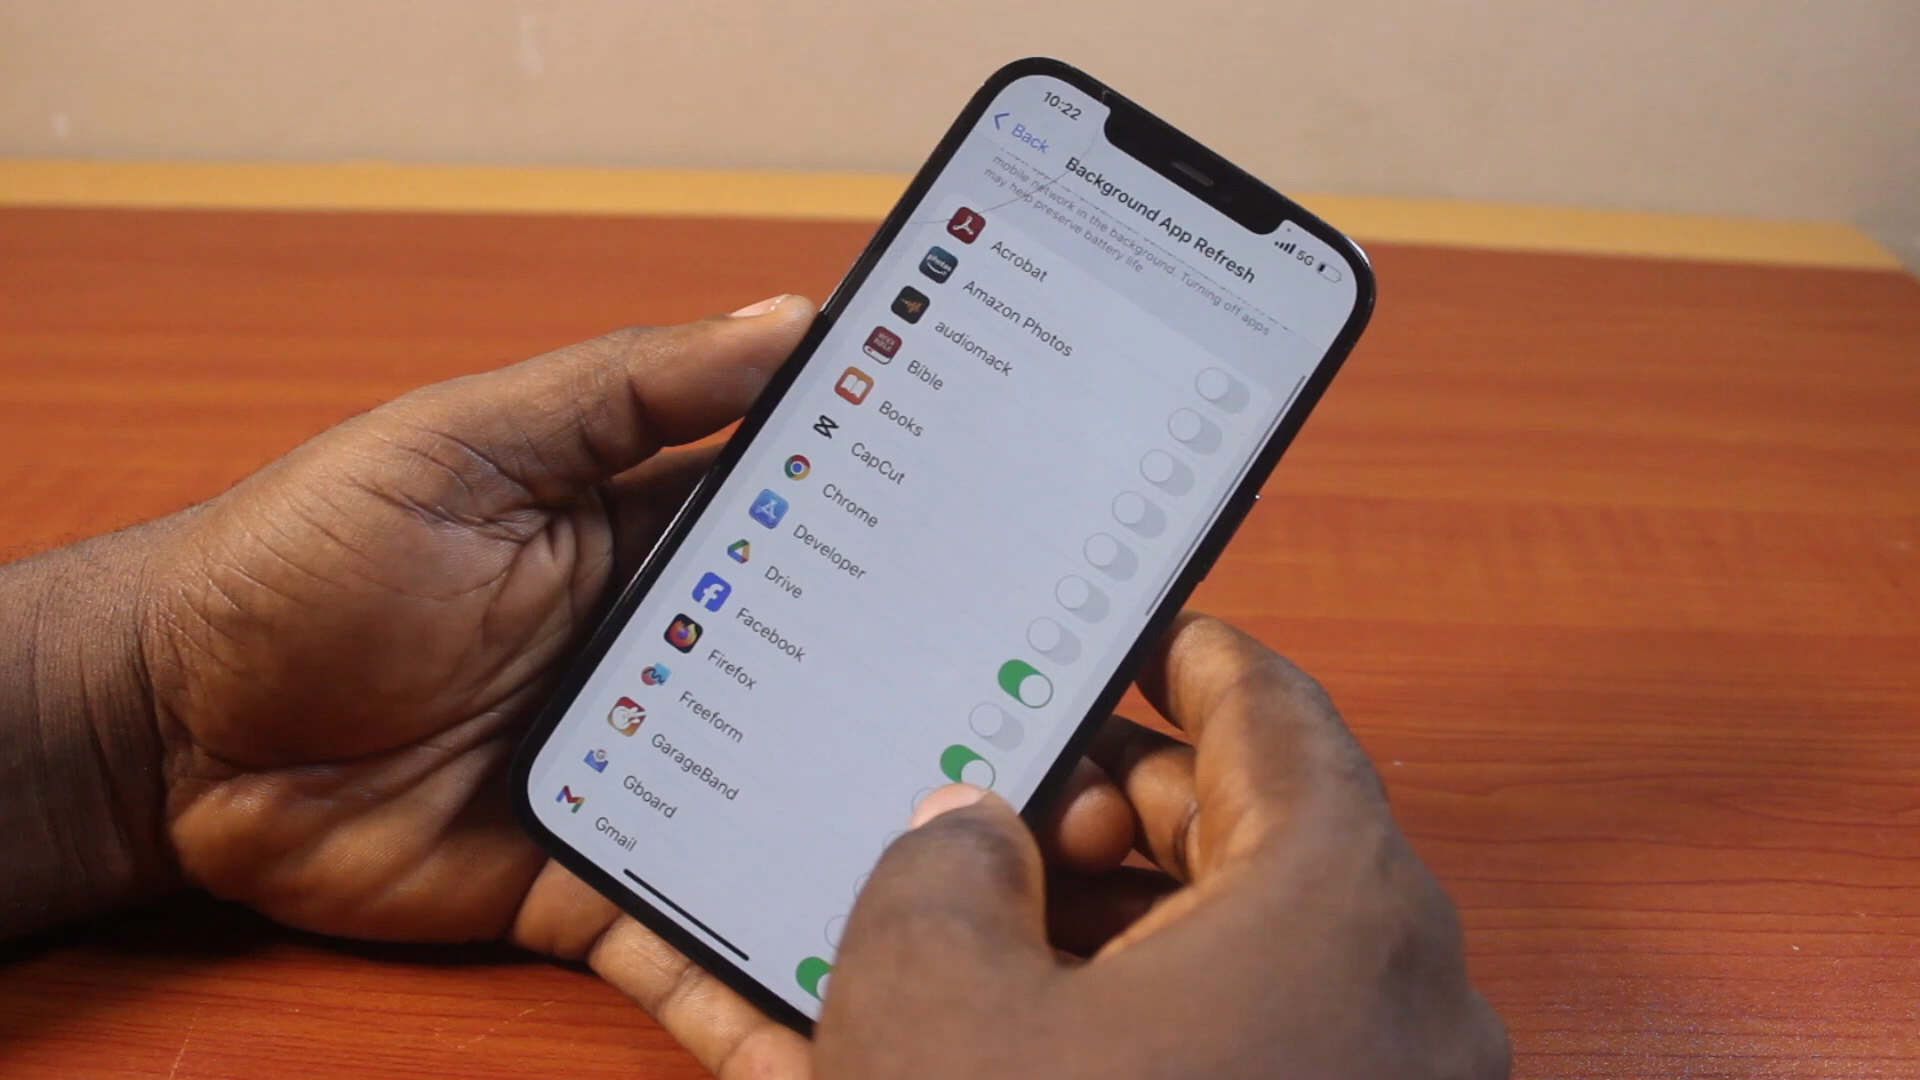 10:22
5G
Back
Background App Refresh
mobile network in the background. Turning off apps
may help preserve battery life.
Acrobat
photos
Amazon Photos
audiomack
Bible
Books
CapCut
Chrome
Developer
Drive
Facebook
Firefox
Freeform
GarageBand
Gboard
Gmail